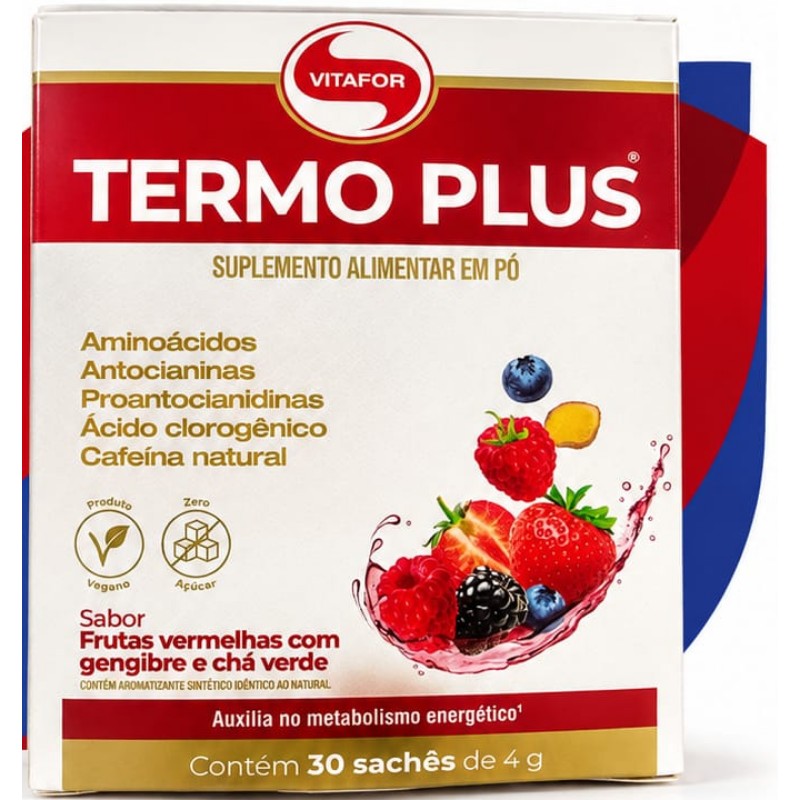 VITAFOR
TERMO PLUS®
SUPLEMENTO ALIMENTAR EM PÓ
Aminoácidos
Antocianinas
Proantocianidinas
Ácido clorogênico
Cafeína natural
Produto
Vegano
Zero
Açúcar
Sabor
Frutas vermelhas com
gengibre e chá verde
CONTÉM AROMATIZANTE SINTÉTICO IDÊNTICO AO NATURAL
Auxilia no metabolismo energético¹
Contém 30 sachês de 4 g